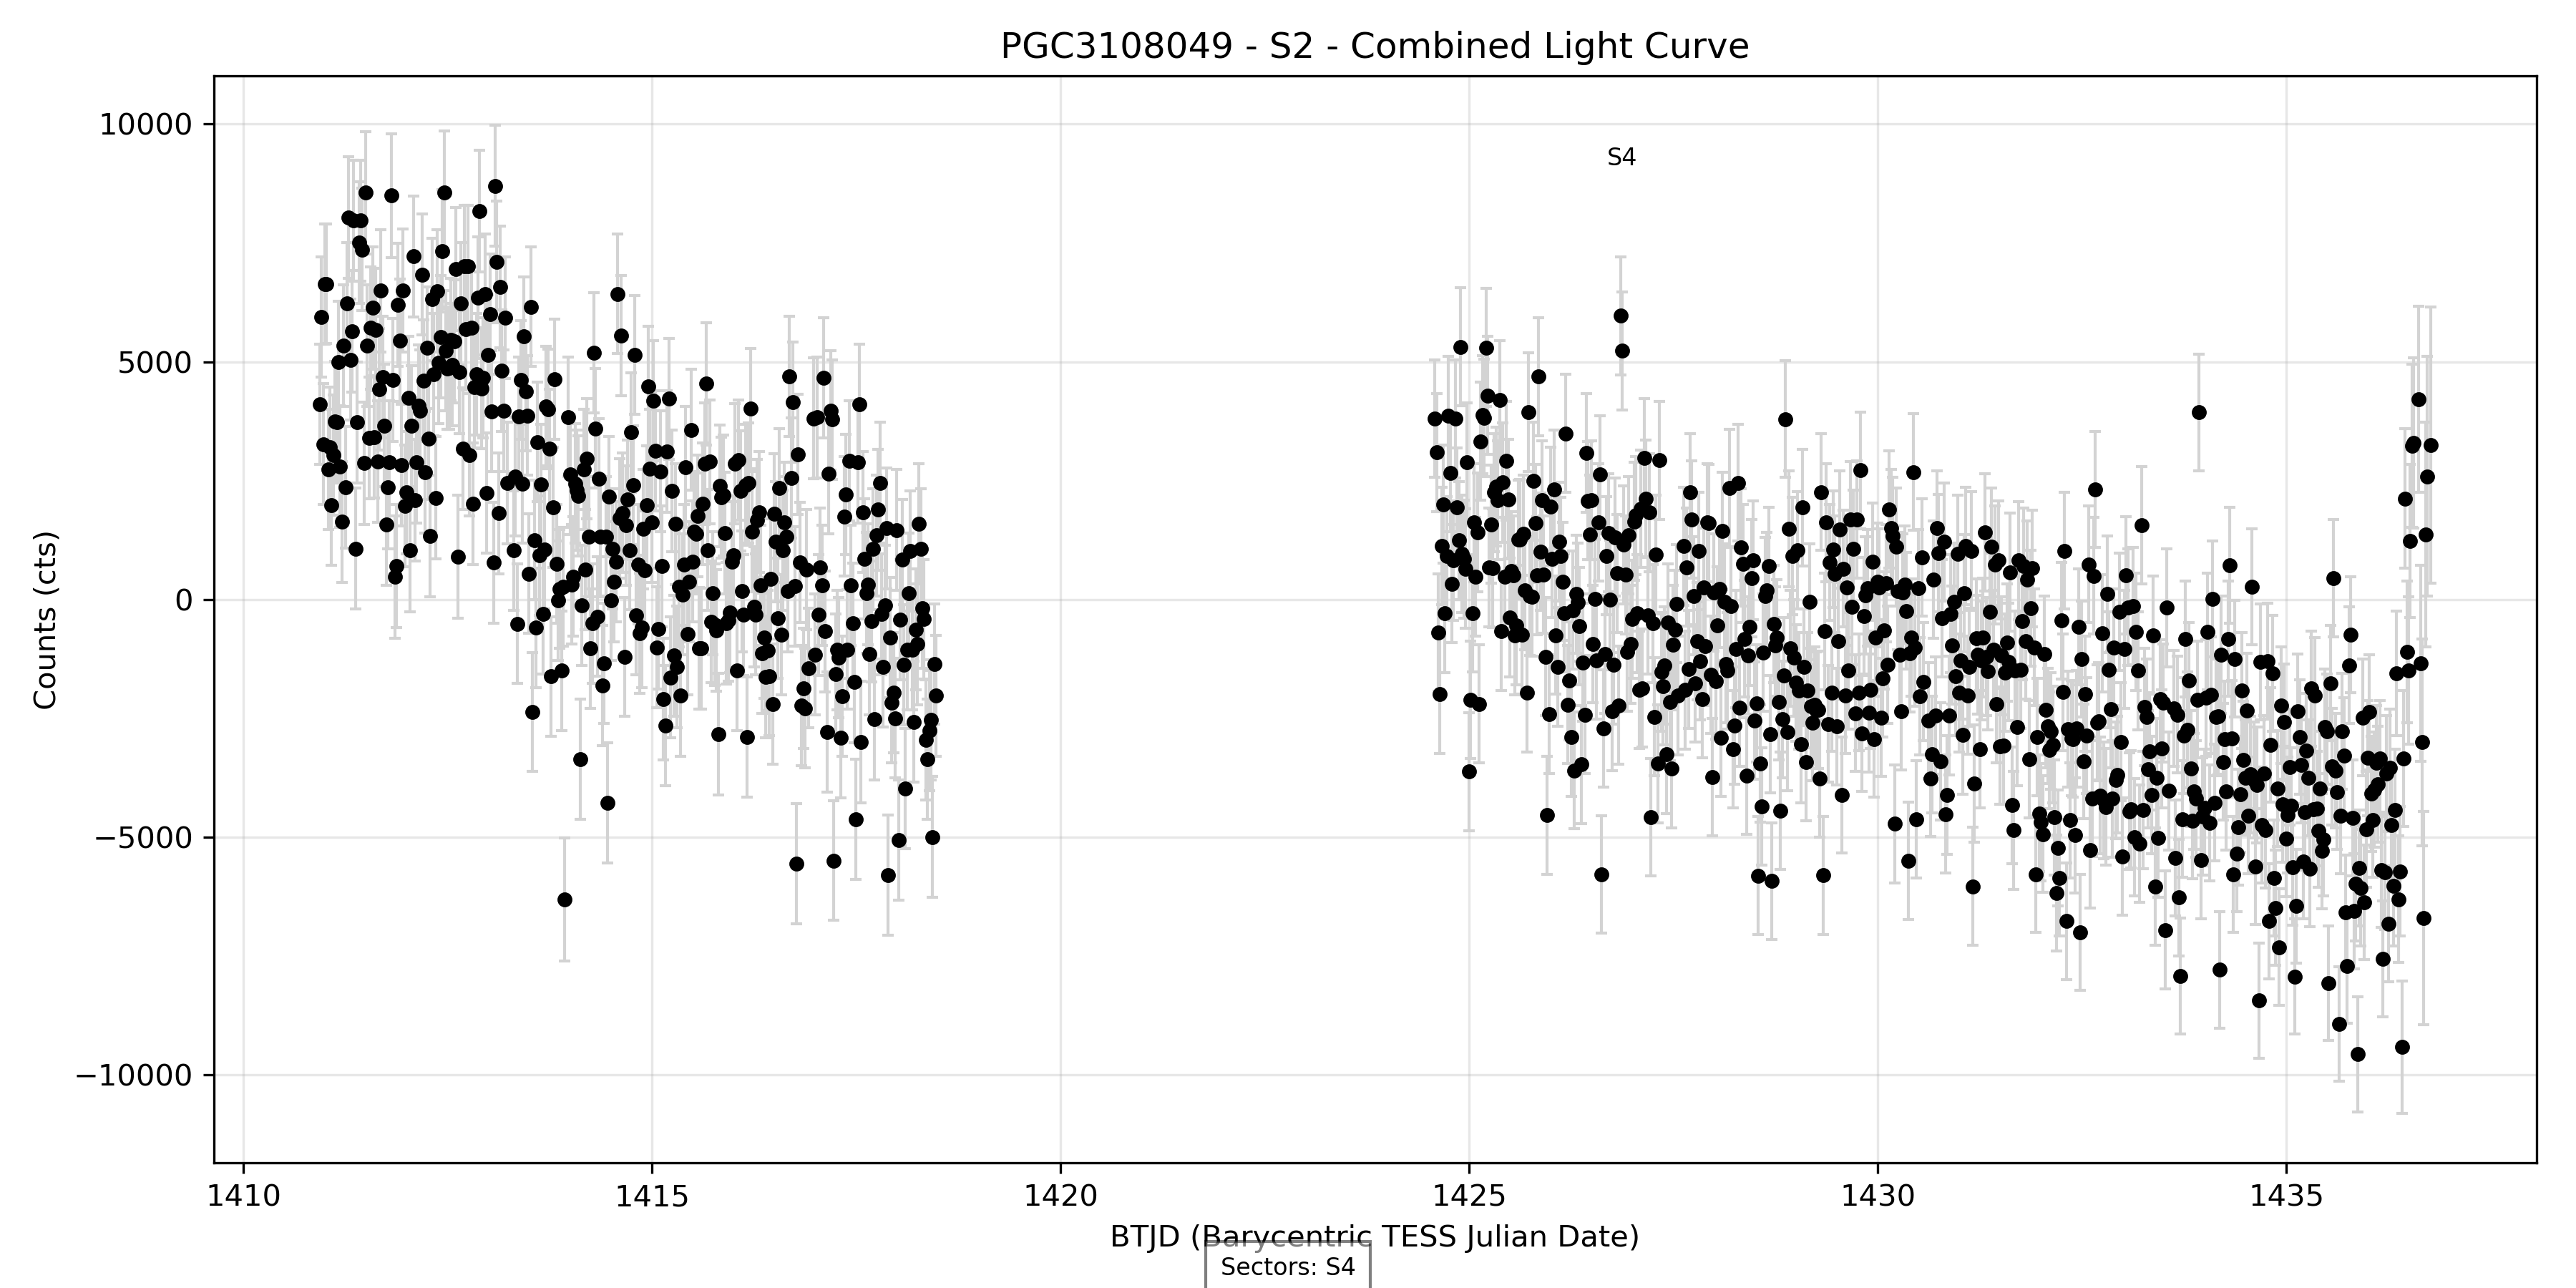 PGC3108049 - S2 - Combined Light Curve
10000
5000
0
−5000
−10000
Counts (cts)
S4
1410 1415 1420 1425 1430 1435
BTJD (Barycentric TESS Julian Date)
Sectors: S4